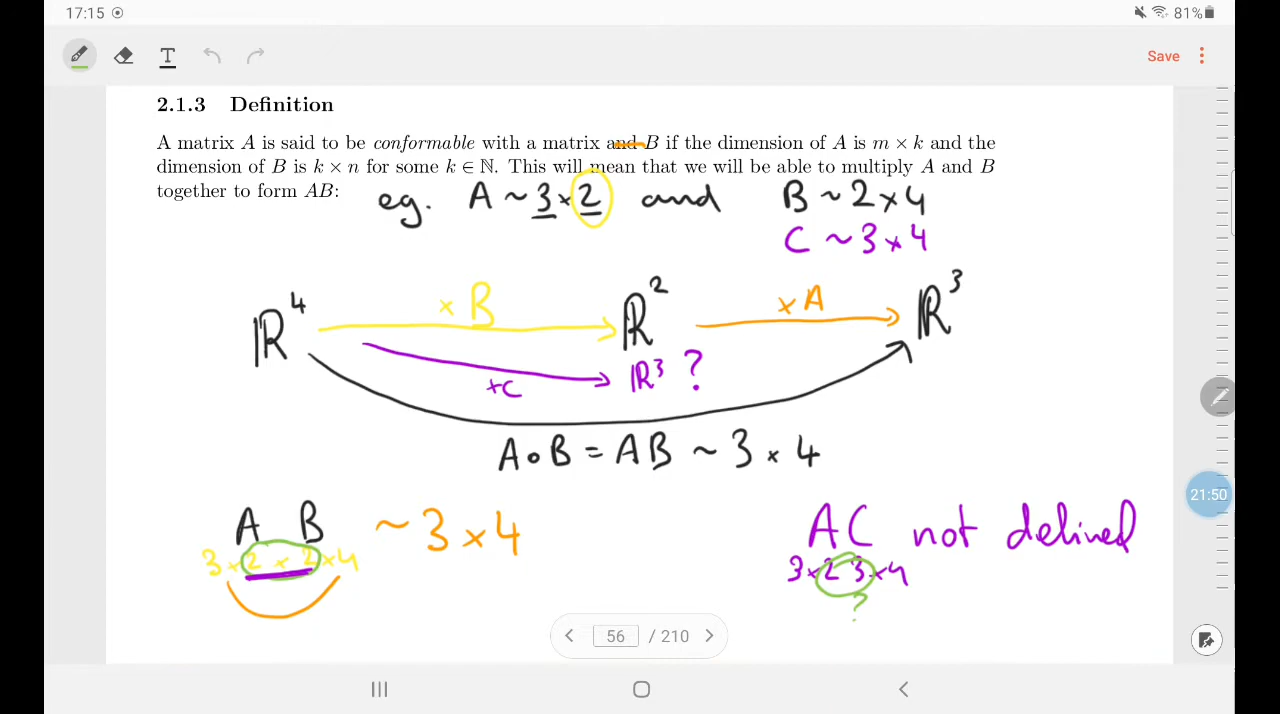 17:15
81%
T
Save
2.1.3 Definition
A matrix A is said to be conformable with a matrix and B if the dimension of A is m × k and the
dimension of B is k × n for some k ∈ ℕ. This will mean that we will be able to multiply A and B
together to form AB:
eg. A ~ 3 × 2 and B ~ 2 × 4
C ~ 3 × 4
ℝ⁴ × B ℝ² × A ℝ³
×C ℝ³ ?
A∘B = AB ~ 3 × 4
A B ~ 3 × 4
3 × 2 × 2 × 4
AC not defined
3×2 3×4
?
56 / 210
21:50